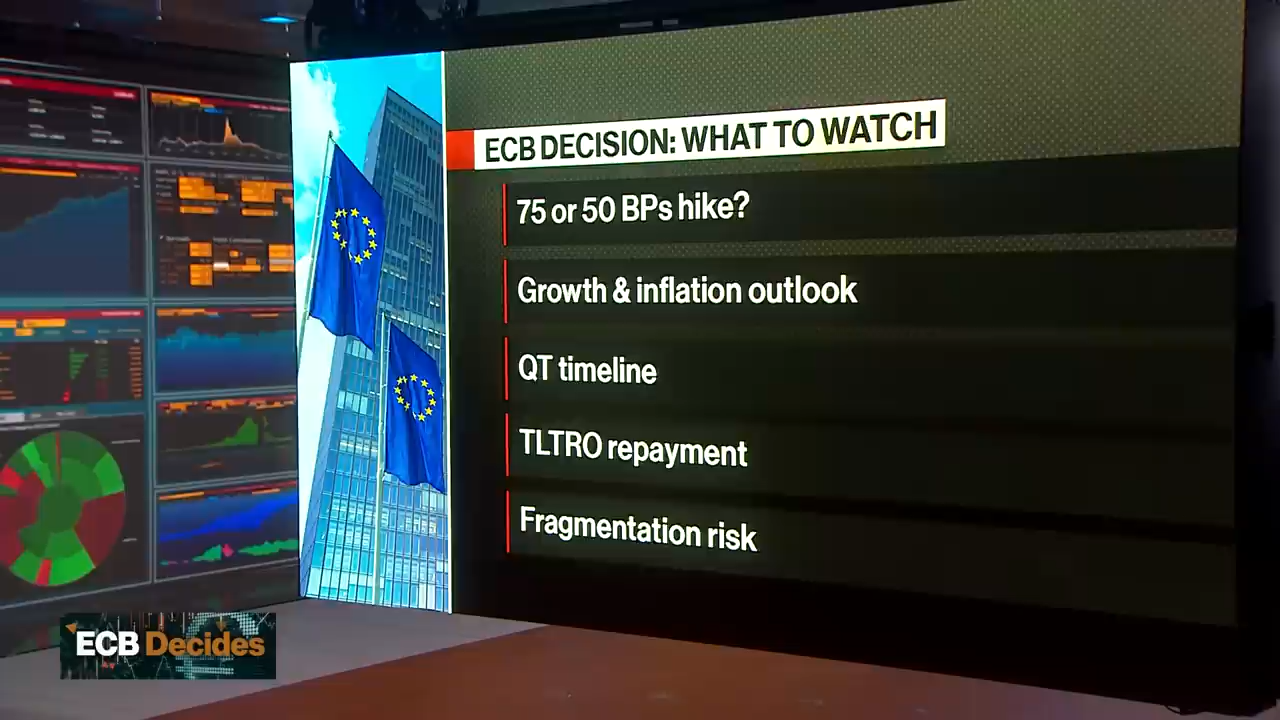 ECB DECISION: WHAT TO WATCH
75 or 50 BPs hike?
Growth & inflation outlook
QT timeline
TLTRO repayment
Fragmentation risk
ECB Decides